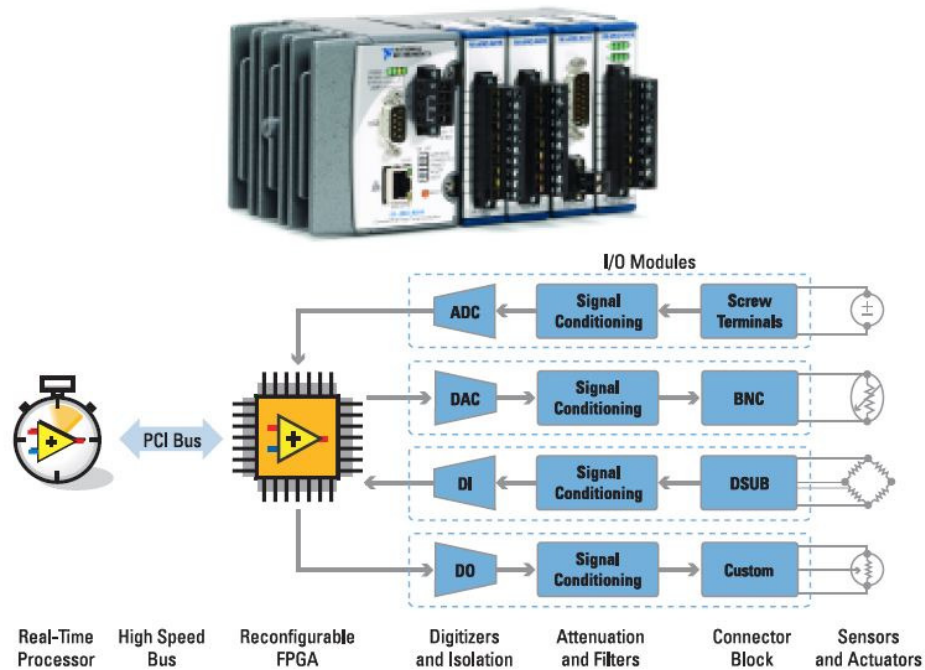 NATIONAL
INSTRUMENTS
I/O Modules
ADC
Signal
Conditioning
Screw
Terminals
±
DAC
Signal
Conditioning
BNC
PCI Bus
DI
Signal
Conditioning
DSUB
DO
Signal
Conditioning
Custom
Real-Time
Processor
High Speed
Bus
Reconfigurable
FPGA
Digitizers
and Isolation
Attenuation
and Filters
Connector
Block
Sensors
and Actuators